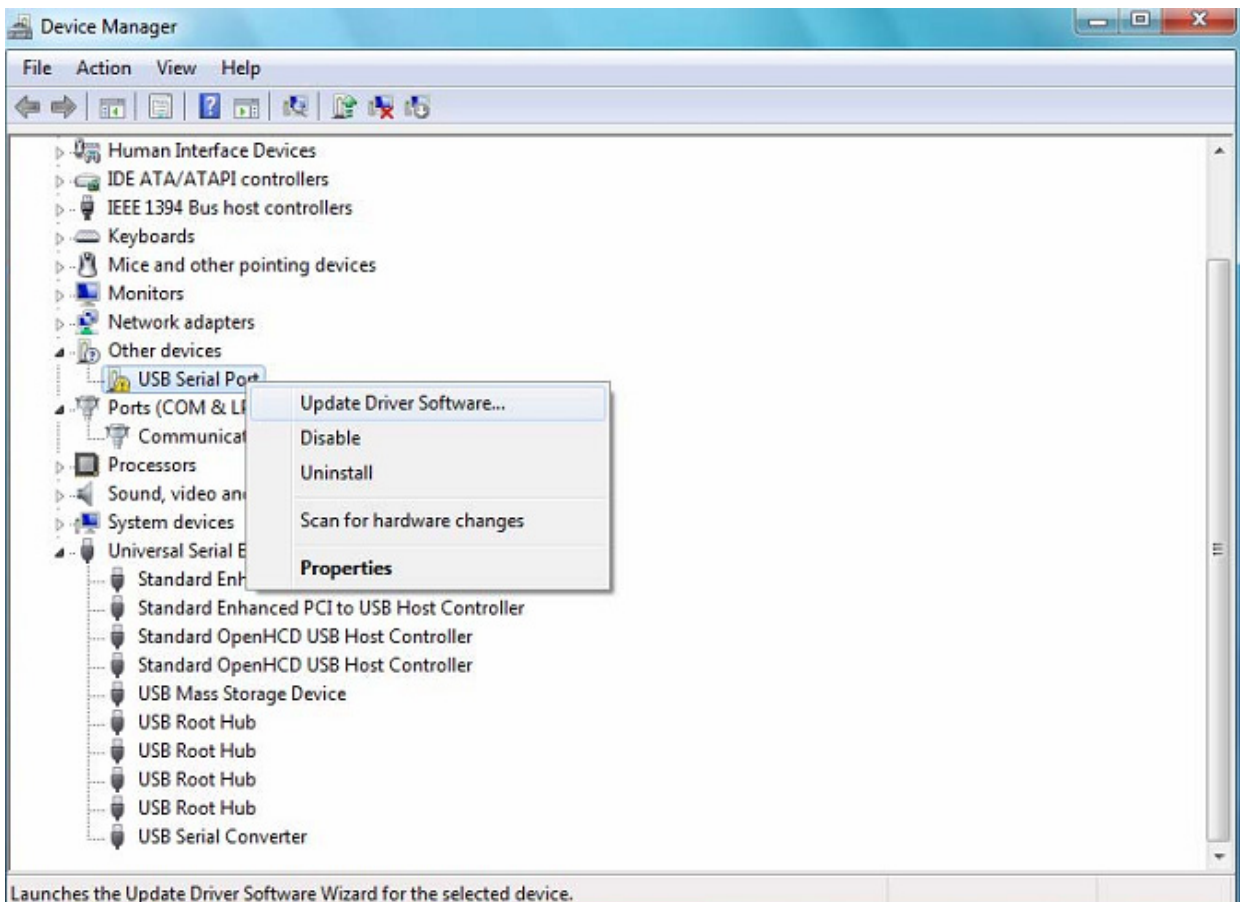 Device Manager
File Action View Help
Human Interface Devices
IDE ATA/ATAPI controllers
IEEE 1394 Bus host controllers
Keyboards
Mice and other pointing devices
Monitors
Network adapters
Other devices
USB Serial Port
Update Driver Software...
Ports (COM &
Disable
Communicat
Uninstall
Processors
Sound, video an
Scan for hardware changes
System devices
Universal Serial
Properties
Standard Enh
Standard Enhanced PCI to USB Host Controller
Standard OpenHCD USB Host Controller
Standard OpenHCD USB Host Controller
USB Mass Storage Device
USB Root Hub
USB Root Hub
USB Root Hub
USB Root Hub
USB Serial Converter
Launches the Update Driver Software Wizard for the selected device.